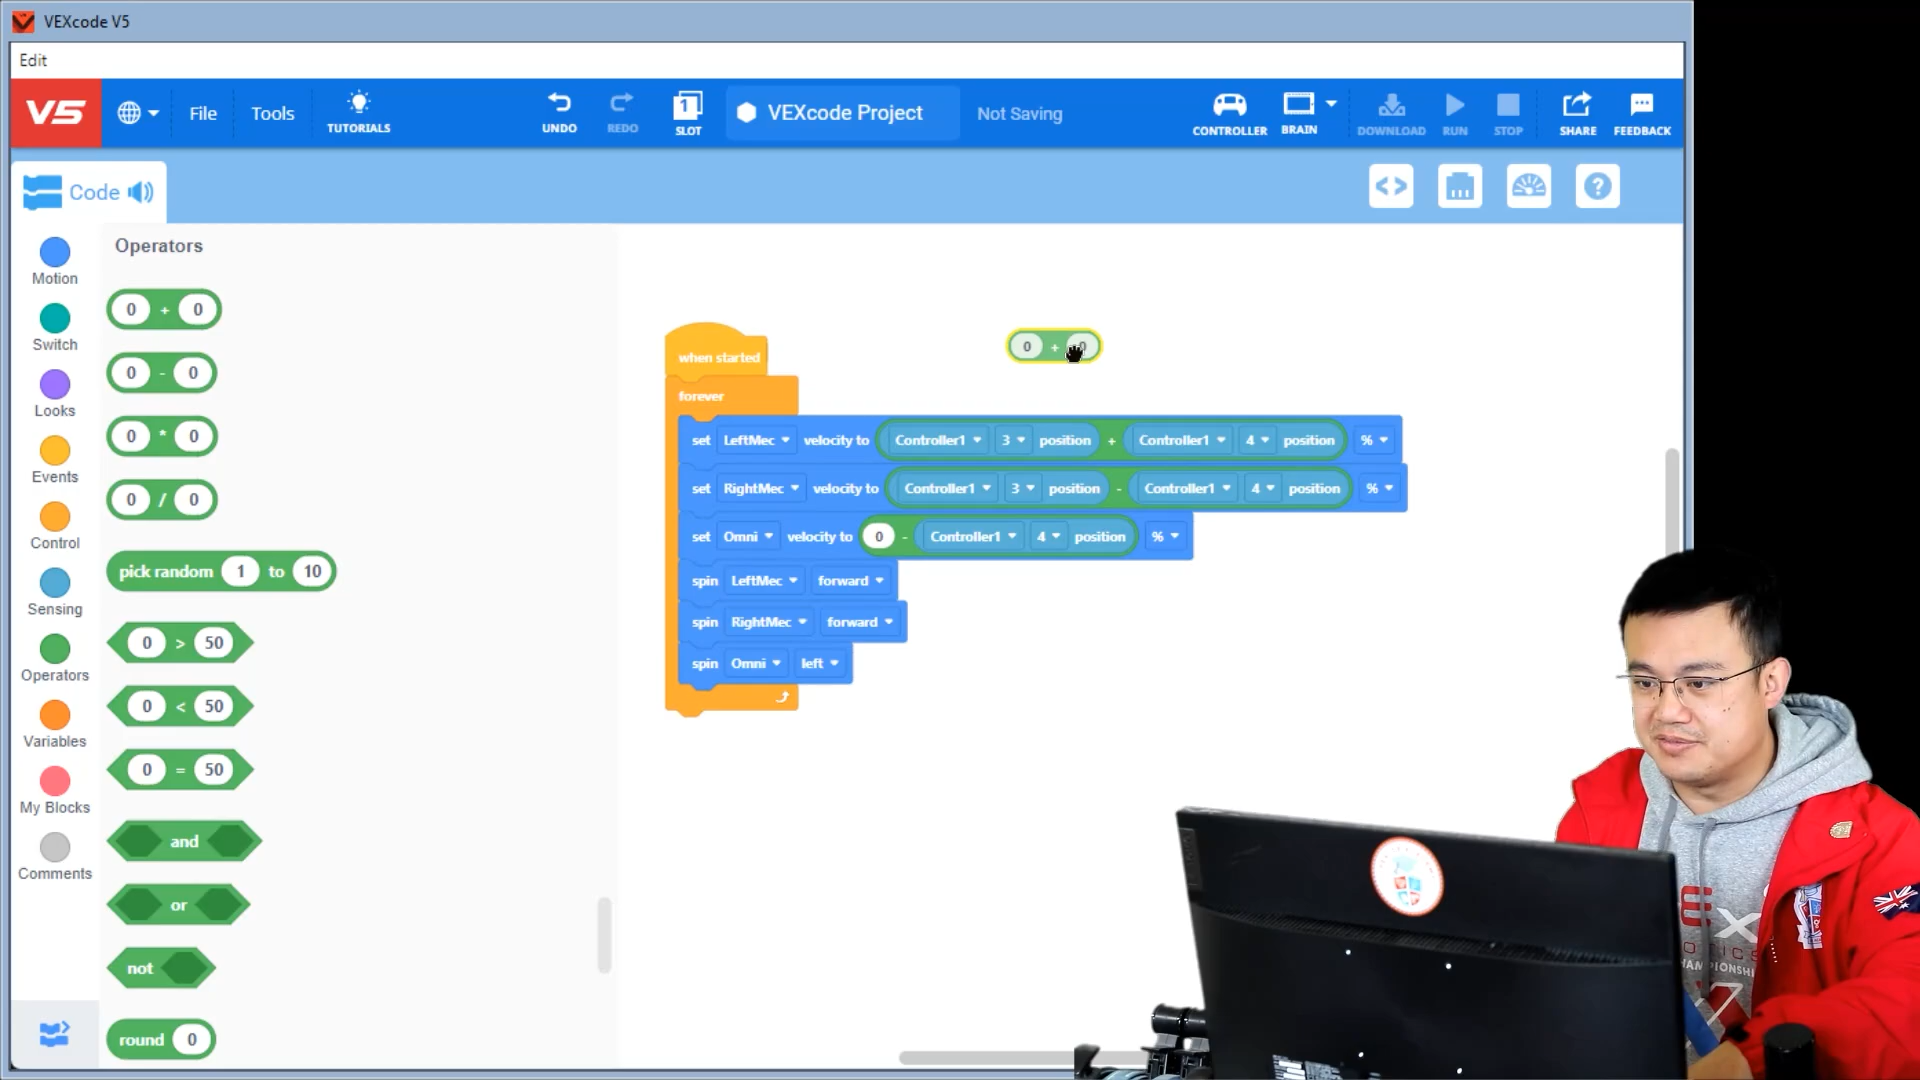 VEXcode V5
Edit
V5
File
Tools
TUTORIALS
UNDO
REDO
1
SLOT
VEXcode Project
Not Saving
CONTROLLER
BRAIN
DOWNLOAD
RUN
STOP
SHARE
FEEDBACK
Code
Motion
Switch
Looks
Events
Control
Sensing
Operators
Variables
My Blocks
Comments
Operators
0 + 0
0 - 0
0 * 0
0 / 0
pick random 1 to 10
0 > 50
0 < 50
0 = 50
and
or
not
round 0
0 + 0
when started
forever
set LeftMec velocity to Controller1 3 position + Controller1 4 position %
set RightMec velocity to Controller1 3 position - Controller1 4 position %
set Omni velocity to 0 - Controller1 4 position %
spin LeftMec forward
spin RightMec forward
spin Omni left